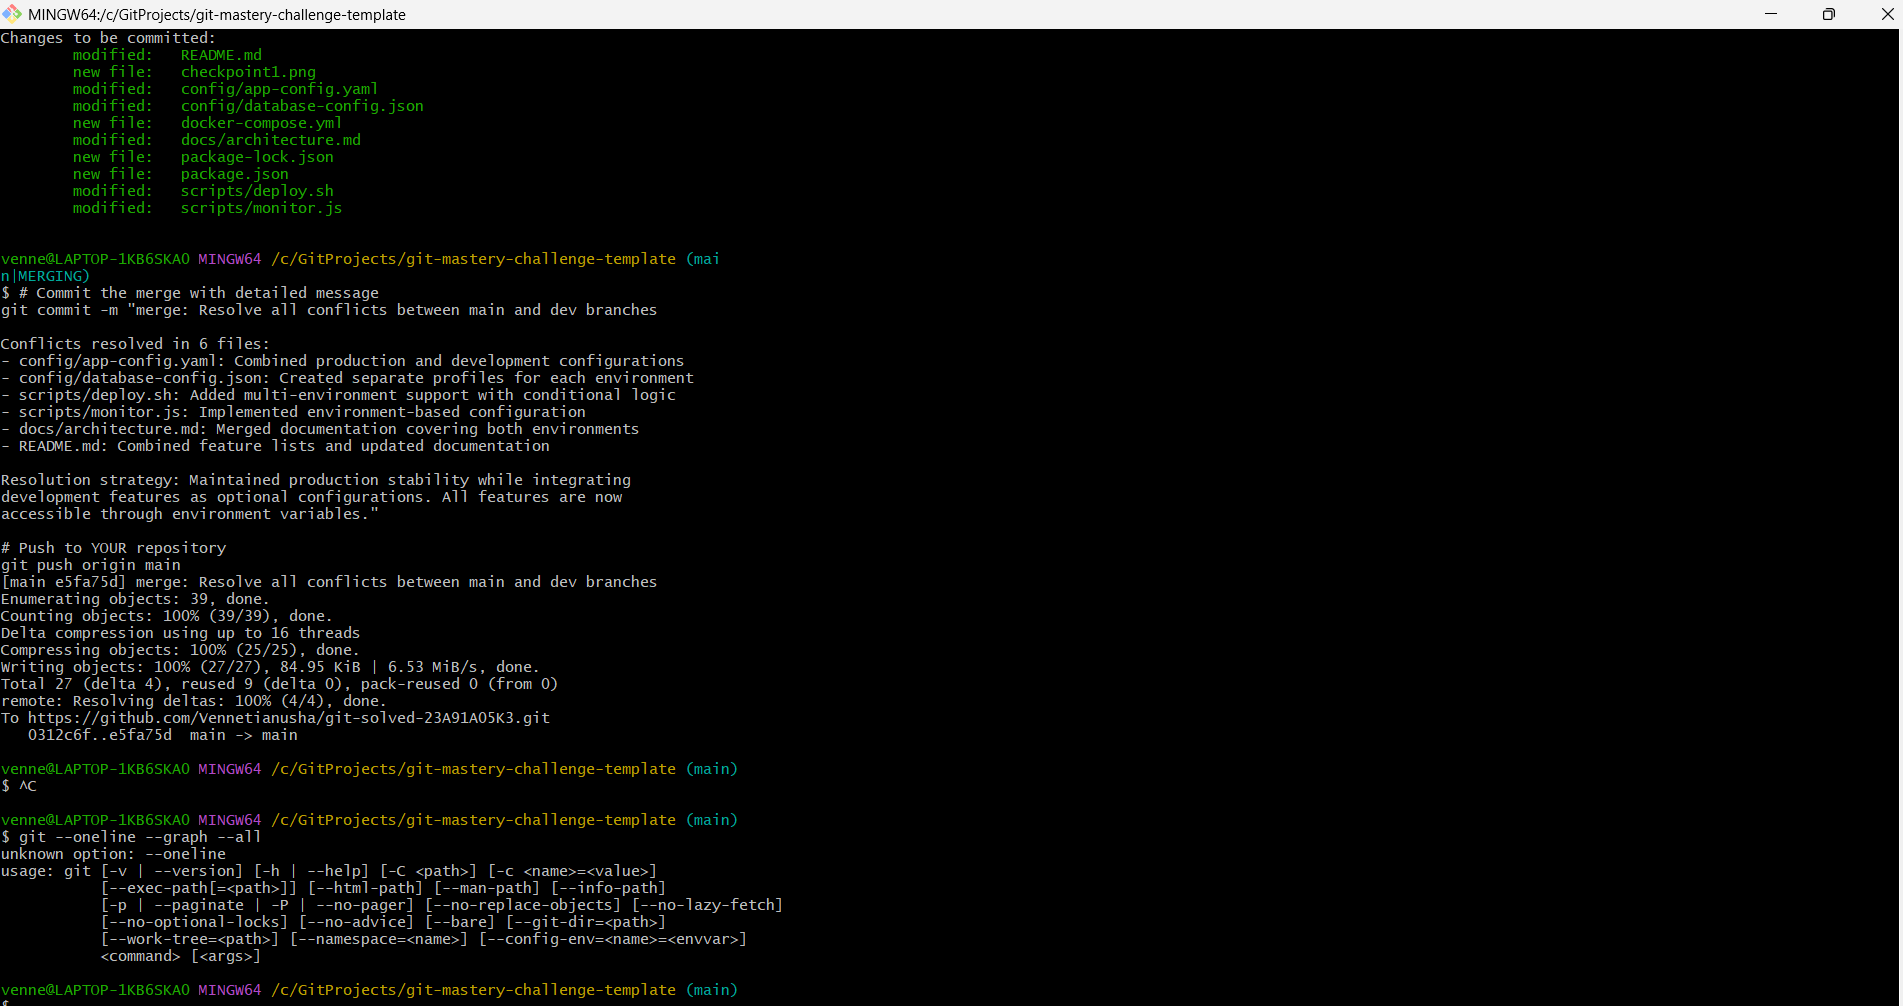 MINGW64:/c/GitProjects/git-mastery-challenge-template
Changes to be committed:
        modified:   README.md
        new file:   checkpoint1.png
        modified:   config/app-config.yaml
        modified:   config/database-config.json
        new file:   docker-compose.yml
        modified:   docs/architecture.md
        new file:   package-lock.json
        new file:   package.json
        modified:   scripts/deploy.sh
        modified:   scripts/monitor.js
venne@LAPTOP-1KB6SKAO MINGW64 /c/GitProjects/git-mastery-challenge-template (mai
n|MERGING)
$ # Commit the merge with detailed message
git commit -m "merge: Resolve all conflicts between main and dev branches
Conflicts resolved in 6 files:
- config/app-config.yaml: Combined production and development configurations
- config/database-config.json: Created separate profiles for each environment
- scripts/deploy.sh: Added multi-environment support with conditional logic
- scripts/monitor.js: Implemented environment-based configuration
- docs/architecture.md: Merged documentation covering both environments
- README.md: Combined feature lists and updated documentation
Resolution strategy: Maintained production stability while integrating
development features as optional configurations. All features are now
accessible through environment variables."
# Push to YOUR repository
git push origin main
[main e5fa75d] merge: Resolve all conflicts between main and dev branches
Enumerating objects: 39, done.
Counting objects: 100% (39/39), done.
Delta compression using up to 16 threads
Compressing objects: 100% (25/25), done.
Writing objects: 100% (27/27), 84.95 KiB | 6.53 MiB/s, done.
Total 27 (delta 4), reused 9 (delta 0), pack-reused 0 (from 0)
remote: Resolving deltas: 100% (4/4), done.
To https://github.com/Vennetianusha/git-solved-23A91A05K3.git
   0312c6f..e5fa75d  main -> main
venne@LAPTOP-1KB6SKAO MINGW64 /c/GitProjects/git-mastery-challenge-template (main)
$ ^C
venne@LAPTOP-1KB6SKAO MINGW64 /c/GitProjects/git-mastery-challenge-template (main)
$ git --oneline --graph --all
unknown option: --oneline
usage: git [-v | --version] [-h | --help] [-C <path>] [-c <name>=<value>]
           [--exec-path[=<path>]] [--html-path] [--man-path] [--info-path]
           [-p | --paginate | -P | --no-pager] [--no-replace-objects] [--no-lazy-fetch]
           [--no-optional-locks] [--no-advice] [--bare] [--git-dir=<path>]
           [--work-tree=<path>] [--namespace=<name>] [--config-env=<name>=<envvar>]
           <command> [<args>]
venne@LAPTOP-1KB6SKAO MINGW64 /c/GitProjects/git-mastery-challenge-template (main)
$